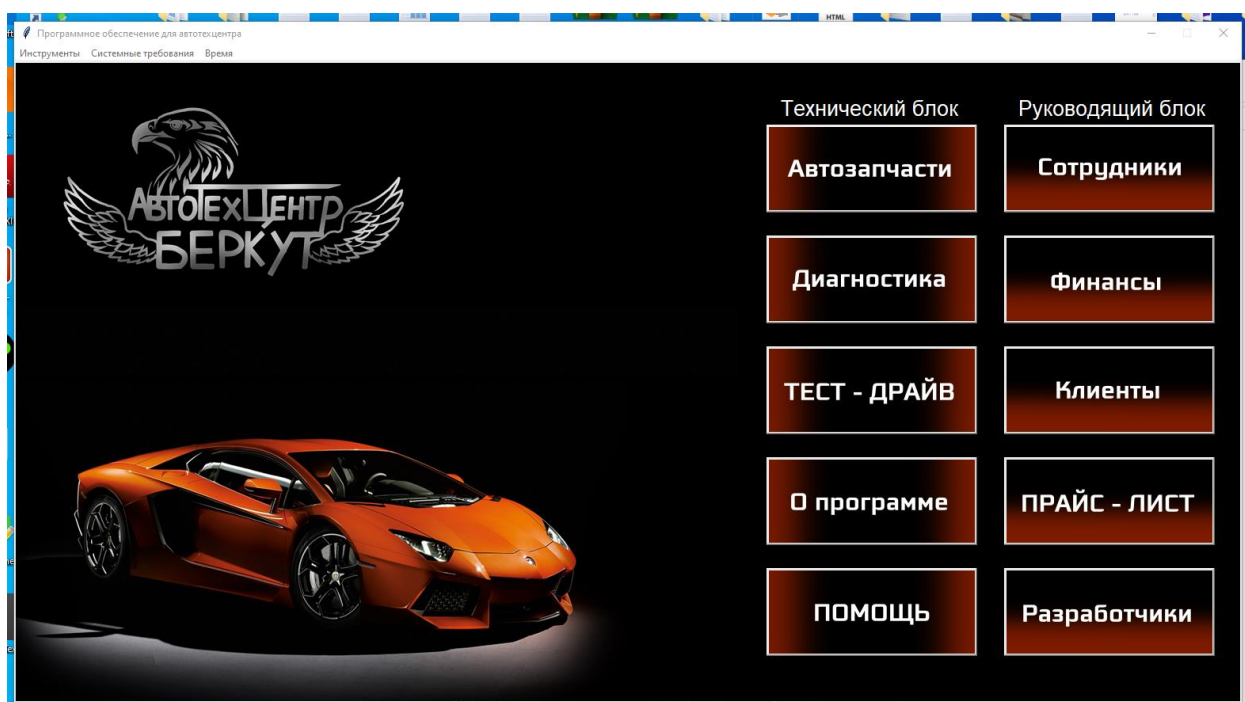 HTML
Программное обеспечение для автотехцентра
Инструменты Системные требования Время
Технический блок
Руководящий блок
АвтоТехЦентр
БЕРКУТ
Автозапчасти
Сотрудники
Диагностика
Финансы
ТЕСТ - ДРАЙВ
Клиенты
О программе
ПРАЙС - ЛИСТ
ПОМОЩЬ
Разработчики